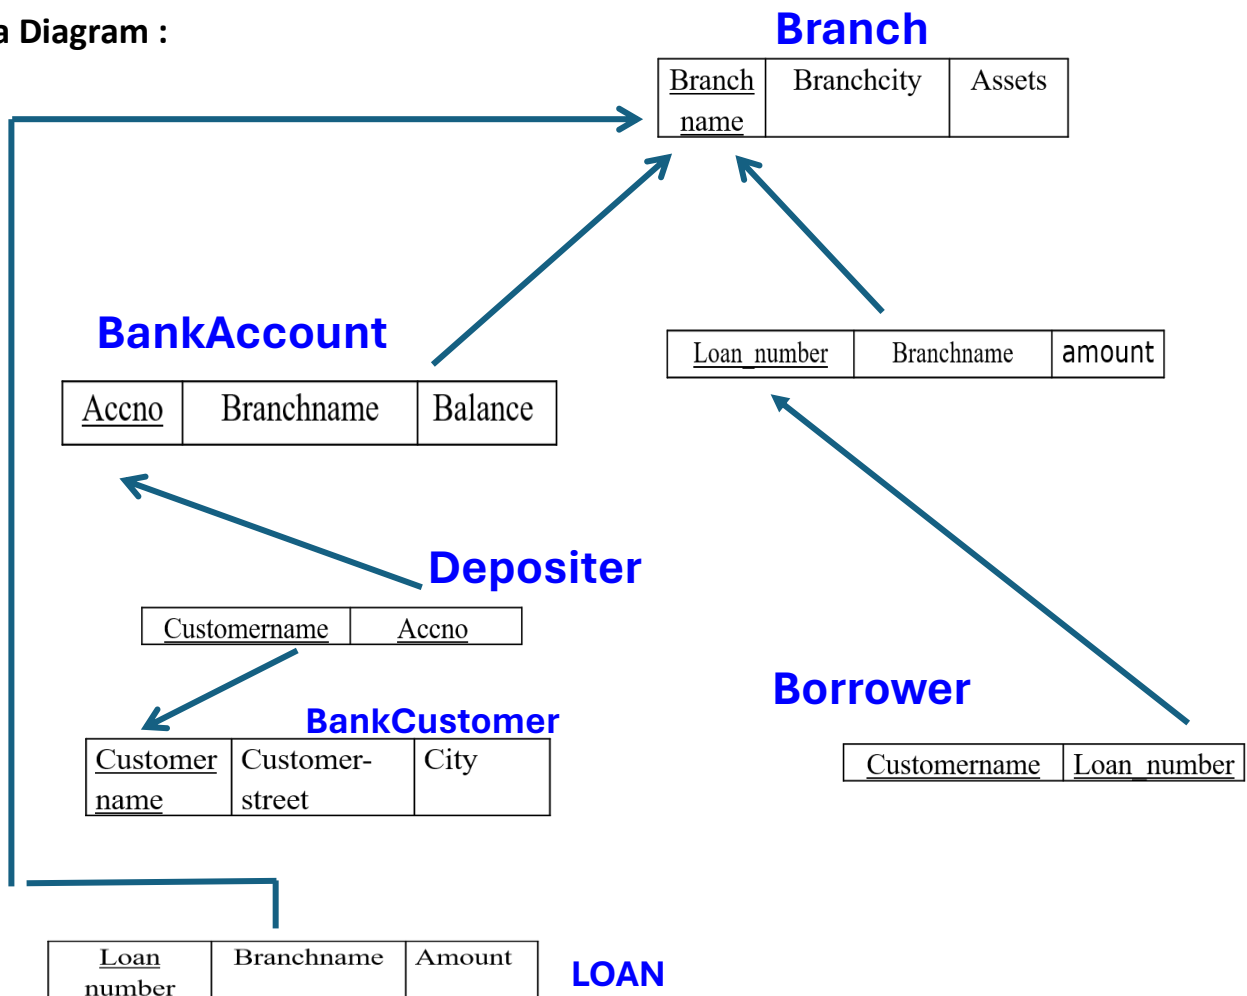 a Diagram :
Branch
Branch name Branchcity Assets
BankAccount
Accno Branchname Balance
Loan_number Branchname amount
Depositer
Customername Accno
Borrower
BankCustomer
Customer name Customer-street City
Customername Loan_number
Loan number Branchname Amount
LOAN